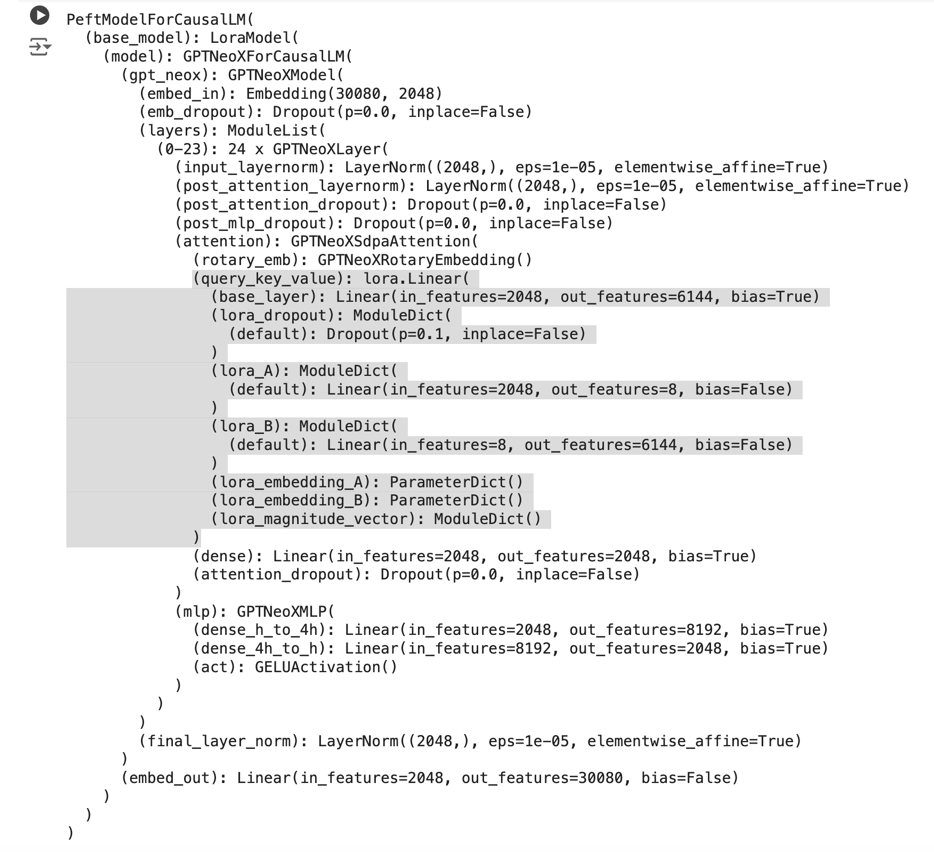 PeftModelForCausalLM(
  (base_model): LoraModel(
    (model): GPTNeoXForCausalLM(
      (gpt_neox): GPTNeoXModel(
        (embed_in): Embedding(30080, 2048)
        (emb_dropout): Dropout(p=0.0, inplace=False)
        (layers): ModuleList(
          (0-23): 24 x GPTNeoXLayer(
            (input_layernorm): LayerNorm((2048,), eps=1e-05, elementwise_affine=True)
            (post_attention_layernorm): LayerNorm((2048,), eps=1e-05, elementwise_affine=True)
            (post_attention_dropout): Dropout(p=0.0, inplace=False)
            (post_mlp_dropout): Dropout(p=0.0, inplace=False)
            (attention): GPTNeoXSdpaAttention(
              (rotary_emb): GPTNeoXRotaryEmbedding()
              (query_key_value): lora.Linear(
                (base_layer): Linear(in_features=2048, out_features=6144, bias=True)
                (lora_dropout): ModuleDict(
                  (default): Dropout(p=0.1, inplace=False)
                )
                (lora_A): ModuleDict(
                  (default): Linear(in_features=2048, out_features=8, bias=False)
                )
                (lora_B): ModuleDict(
                  (default): Linear(in_features=8, out_features=6144, bias=False)
                )
                (lora_embedding_A): ParameterDict()
                (lora_embedding_B): ParameterDict()
                (lora_magnitude_vector): ModuleDict()
              )
              (dense): Linear(in_features=2048, out_features=2048, bias=True)
              (attention_dropout): Dropout(p=0.0, inplace=False)
            )
            (mlp): GPTNeoXMLP(
              (dense_h_to_4h): Linear(in_features=2048, out_features=8192, bias=True)
              (dense_4h_to_h): Linear(in_features=8192, out_features=2048, bias=True)
              (act): GELUActivation()
            )
          )
        )
        (final_layer_norm): LayerNorm((2048,), eps=1e-05, elementwise_affine=True)
      )
      (embed_out): Linear(in_features=2048, out_features=30080, bias=False)
    )
  )
)